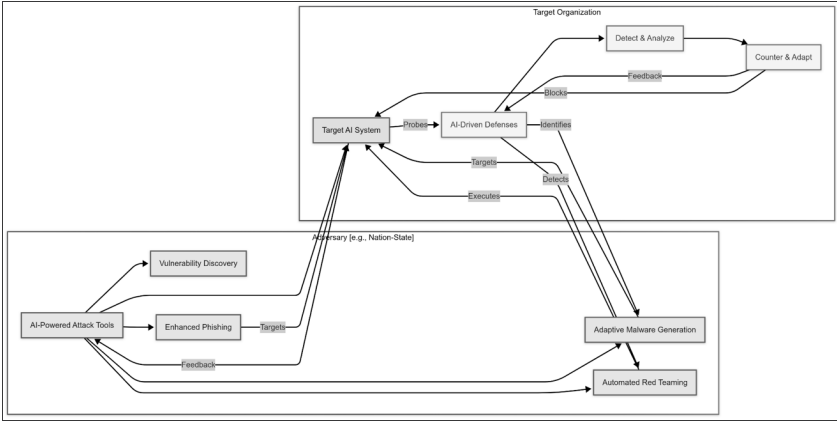 Target Organization
Detect & Analyze
Counter & Adapt
Feedback
Blocks
Target AI System
Probes
AI-Driven Defenses
Identifies
Targets
Detects
Executes
Adversary [e.g., Nation-State]
Vulnerability Discovery
AI-Powered Attack Tools
Enhanced Phishing
Targets
Adaptive Malware Generation
Feedback
Automated Red Teaming